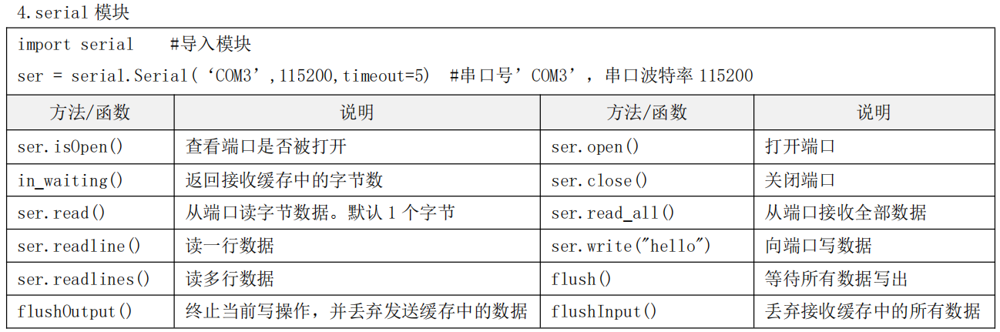 4.serial 模块
import serial    #导入模块
ser = serial.Serial(‘COM3’,115200,timeout=5)  #串口号’COM3’，串口波特率 115200
方法/函数 说明 方法/函数 说明
ser.isOpen() 查看端口是否被打开 ser.open() 打开端口
in_waiting() 返回接收缓存中的字节数 ser.close() 关闭端口
ser.read() 从端口读字节数据。默认 1 个字节 ser.read_all() 从端口接收全部数据
ser.readline() 读一行数据 ser.write("hello") 向端口写数据
ser.readlines() 读多行数据 flush() 等待所有数据写出
flushOutput() 终止当前写操作，并丢弃发送缓存中的数据 flushInput() 丢弃接收缓存中的所有数据